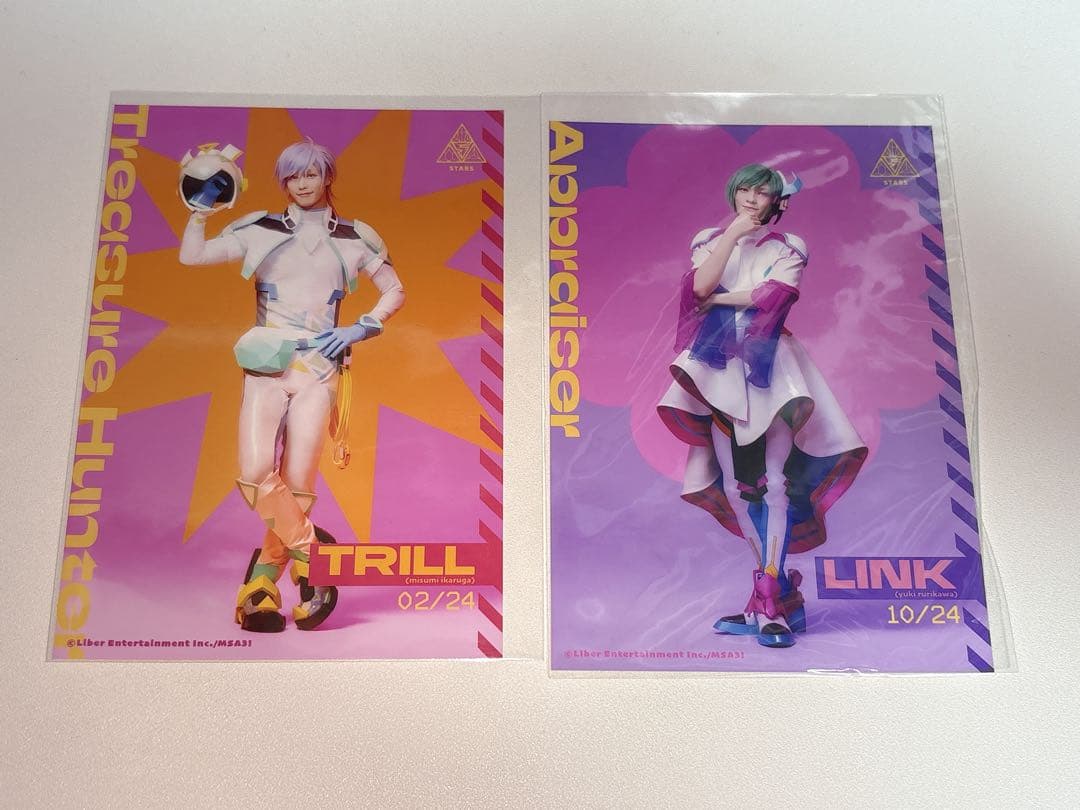 Treasure Hunter
STARS
TRILL
(misumi ikaruga)
02/24
©Liber Entertainment Inc./MSA3!
Appraiser
STARS
LINK
(yuki rurikawa)
10/24
©Liber Entertainment Inc./MSA3!